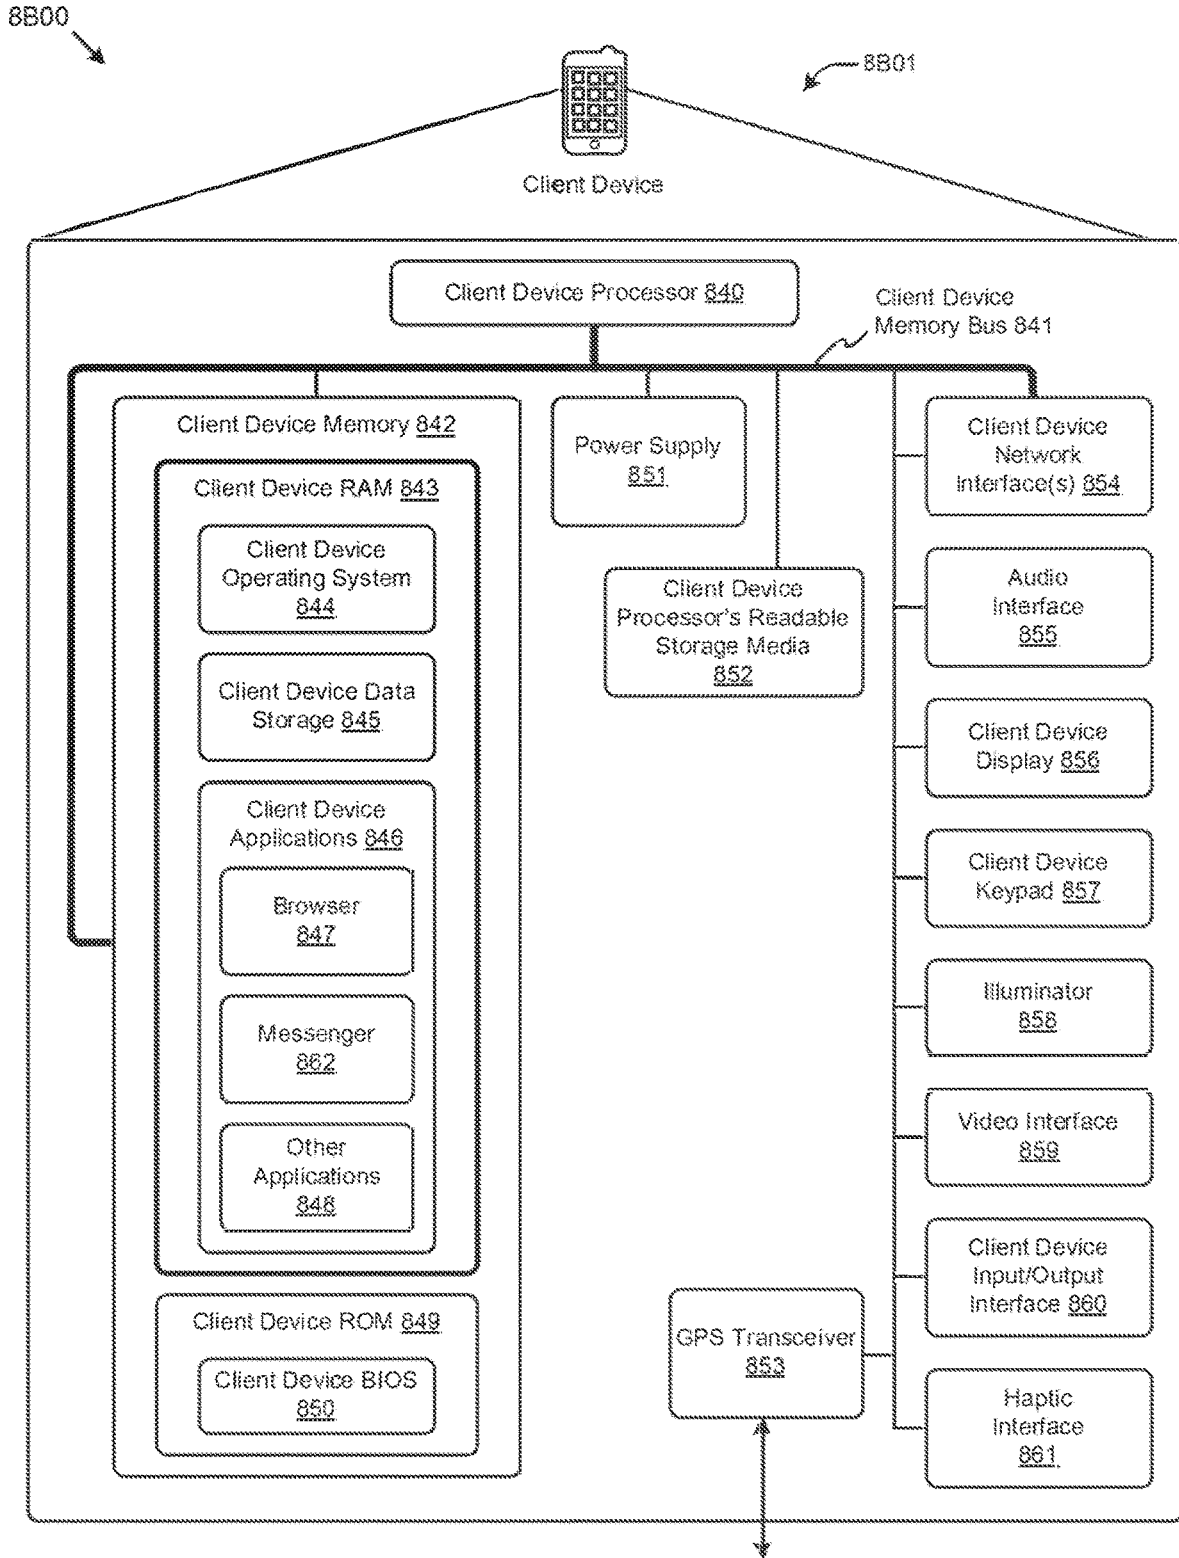 8B00
8B01
Client Device
Client Device Processor 840
Client Device
Memory Bus 841
Client Device Memory 842
Client Device RAM 843
Client Device
Operating System
844
Client Device Data
Storage 845
Client Device
Applications 846
Browser
847
Messenger
862
Other
Applications
848
Client Device ROM 849
Client Device BIOS
850
Power Supply
851
Client Device
Processor's Readable
Storage Media
852
GPS Transceiver
853
Client Device
Network
Interface(s) 854
Audio
Interface
855
Client Device
Display 856
Client Device
Keypad 857
Illuminator
858
Video Interface
859
Client Device
Input/Output
Interface 860
Haptic
Interface
861